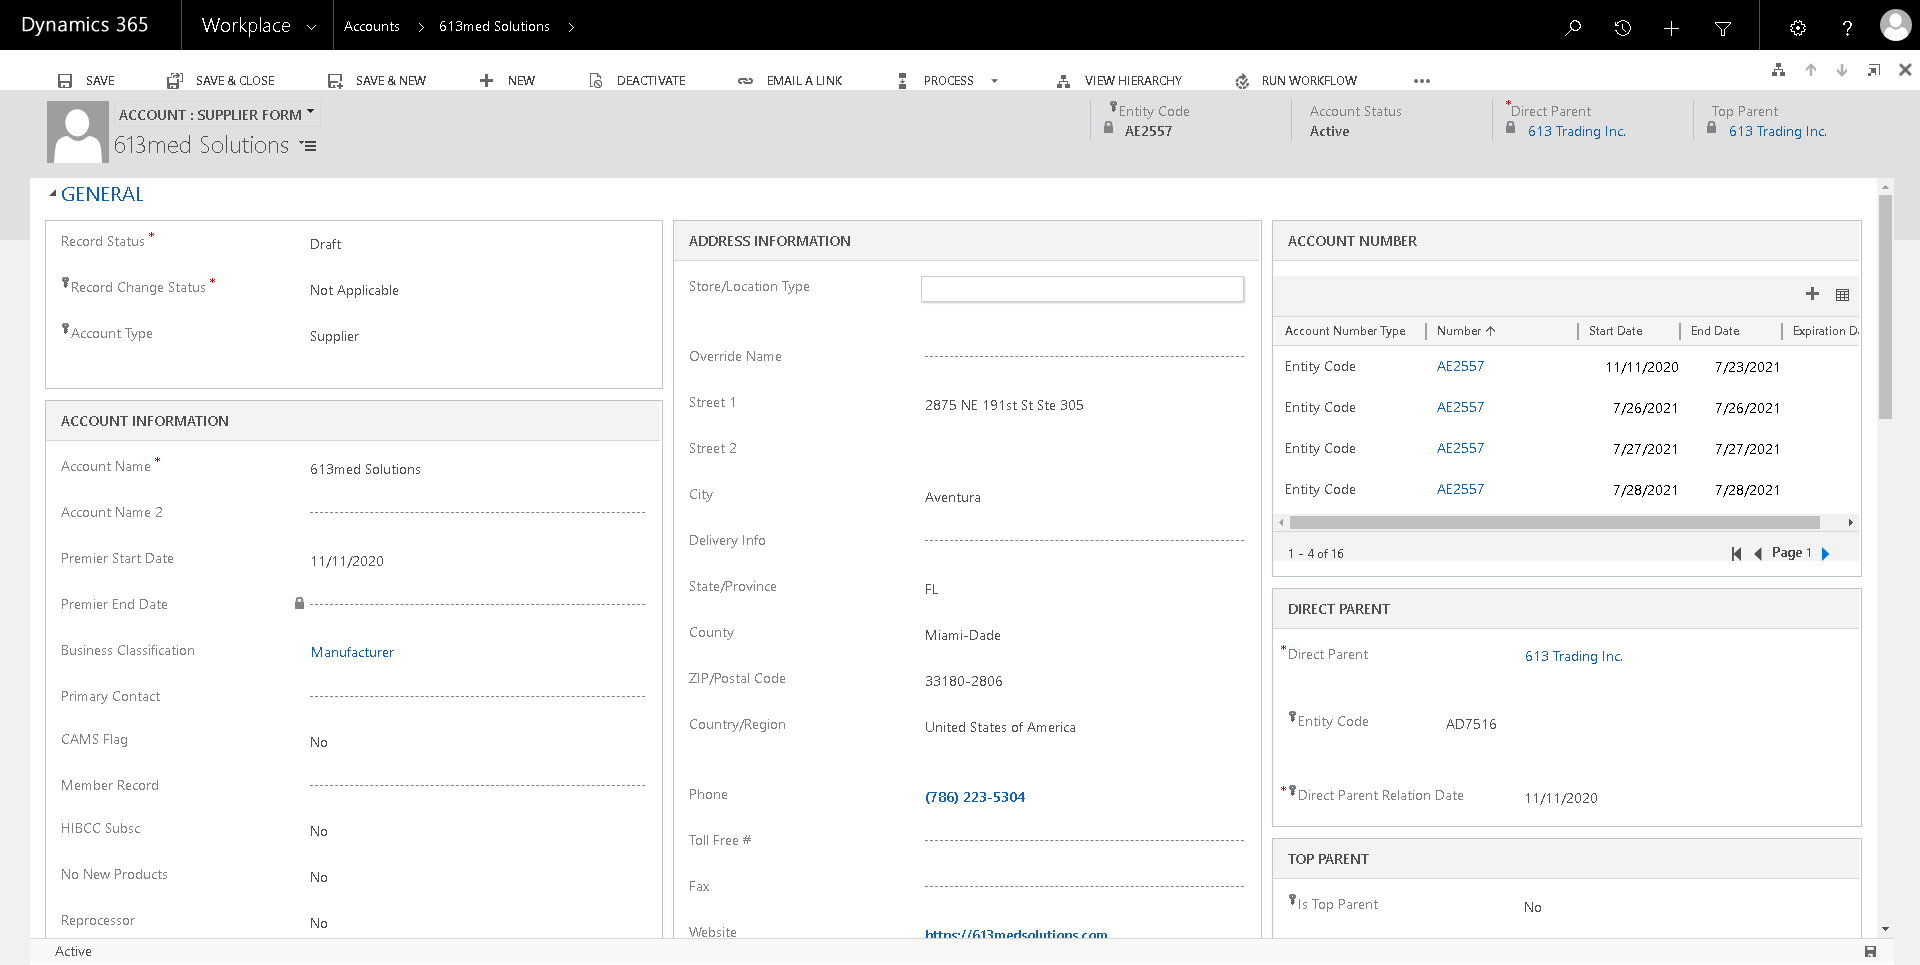 Dynamics 365
Workplace
Accounts > 613med Solutions >
SAVE
SAVE & CLOSE
SAVE & NEW
NEW
DEACTIVATE
EMAIL A LINK
PROCESS
VIEW HIERARCHY
RUN WORKFLOW
...
ACCOUNT : SUPPLIER FORM
613med Solutions
Entity Code
AE2557
Account Status
Active
*Direct Parent
613 Trading Inc.
Top Parent
613 Trading Inc.
GENERAL
Record Status *
Draft
Record Change Status *
Not Applicable
Account Type
Supplier
ACCOUNT INFORMATION
Account Name *
613med Solutions
Account Name 2
Premier Start Date
11/11/2020
Premier End Date
Business Classification
Manufacturer
Primary Contact
CAMS Flag
No
Member Record
HIBCC Subsc
No
No New Products
No
Reprocessor
No
ADDRESS INFORMATION
Store/Location Type
Override Name
Street 1
2875 NE 191st St Ste 305
Street 2
City
Aventura
Delivery Info
State/Province
FL
County
Miami-Dade
ZIP/Postal Code
33180-2806
Country/Region
United States of America
Phone
(786) 223-5304
Toll Free #
Fax
Website
https://613medsolutions.com
ACCOUNT NUMBER
Account Number Type Number ↑ Start Date End Date Expiration D
Entity Code AE2557 11/11/2020 7/23/2021
Entity Code AE2557 7/26/2021 7/26/2021
Entity Code AE2557 7/27/2021 7/27/2021
Entity Code AE2557 7/28/2021 7/28/2021
1 - 4 of 16
Page 1
DIRECT PARENT
*Direct Parent
613 Trading Inc.
Entity Code
AD7516
*Direct Parent Relation Date
11/11/2020
TOP PARENT
Is Top Parent
No
Active